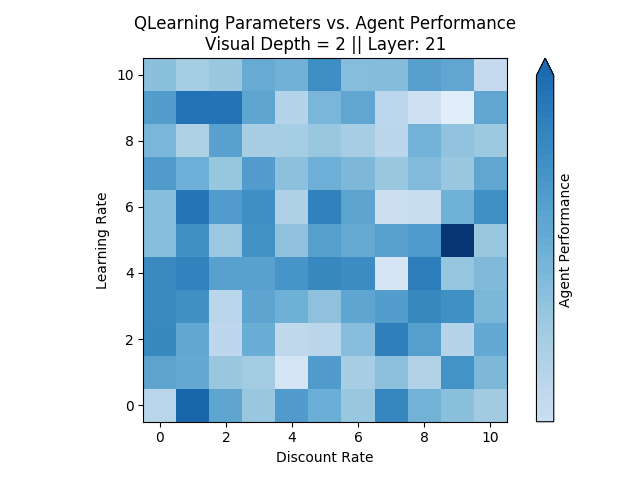 QLearning Parameters vs. Agent Performance
Visual Depth = 2 || Layer: 21
10
8
6
4
2
0
Learning Rate
0 2 4 6 8 10
Discount Rate
Agent Performance